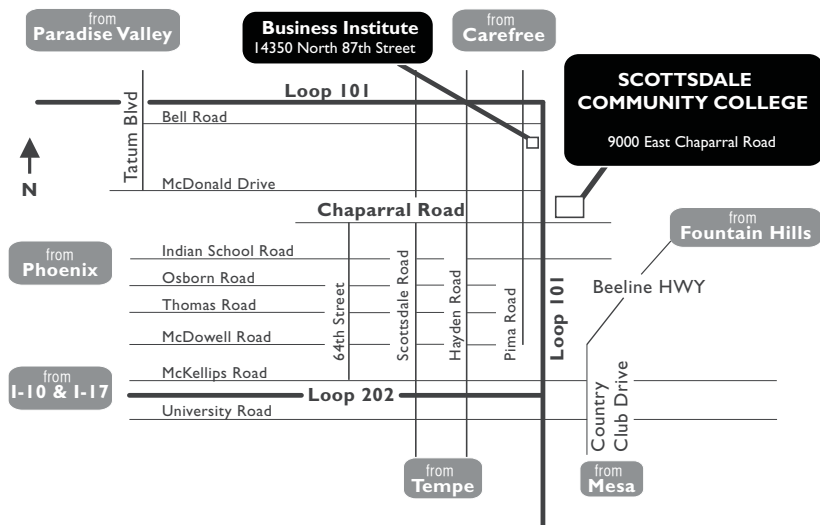 from
Paradise Valley
Business Institute
14350 North 87th Street
from
Carefree
SCOTTSDALE
COMMUNITY COLLEGE
9000 East Chaparral Road
Loop 101
Tatum Blvd
Bell Road
N
McDonald Drive
Chaparral Road
from
Fountain Hills
from
Phoenix
Indian School Road
Osborn Road
Thomas Road
McDowell Road
64th Street
Scottsdale Road
Hayden Road
Pima Road
Loop 101
Beeline HWY
from
I-10 & I-17
McKellips Road
Loop 202
University Road
Country
Club Drive
from
Tempe
from
Mesa